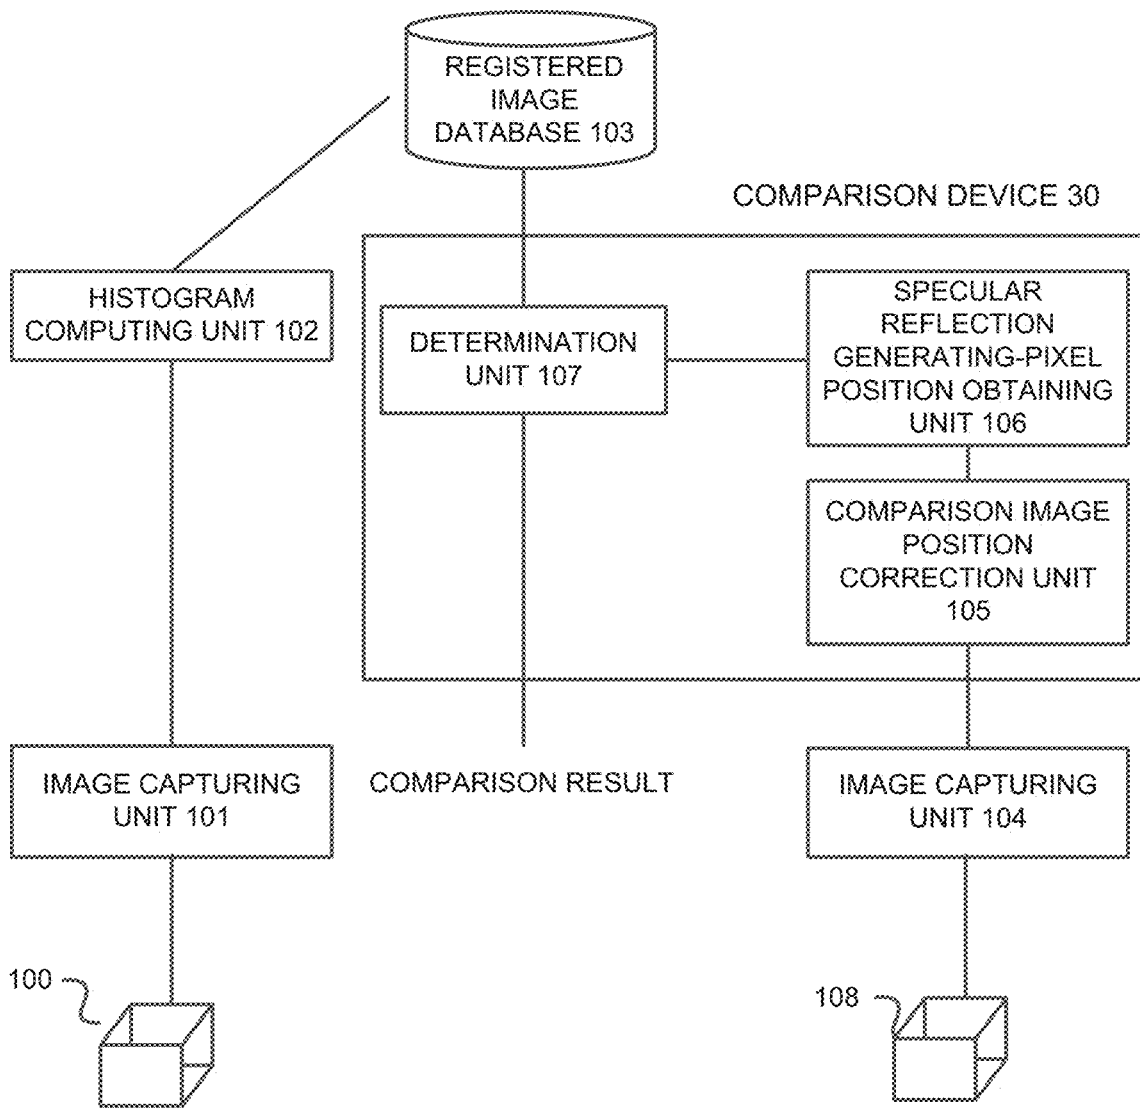 REGISTERED
IMAGE
DATABASE 103
COMPARISON DEVICE 30
HISTOGRAM
COMPUTING UNIT 102
DETERMINATION
UNIT 107
SPECULAR
REFLECTION
GENERATING-PIXEL
POSITION OBTAINING
UNIT 106
COMPARISON IMAGE
POSITION
CORRECTION UNIT
105
IMAGE CAPTURING
UNIT 101
COMPARISON RESULT
IMAGE CAPTURING
UNIT 104
100
108